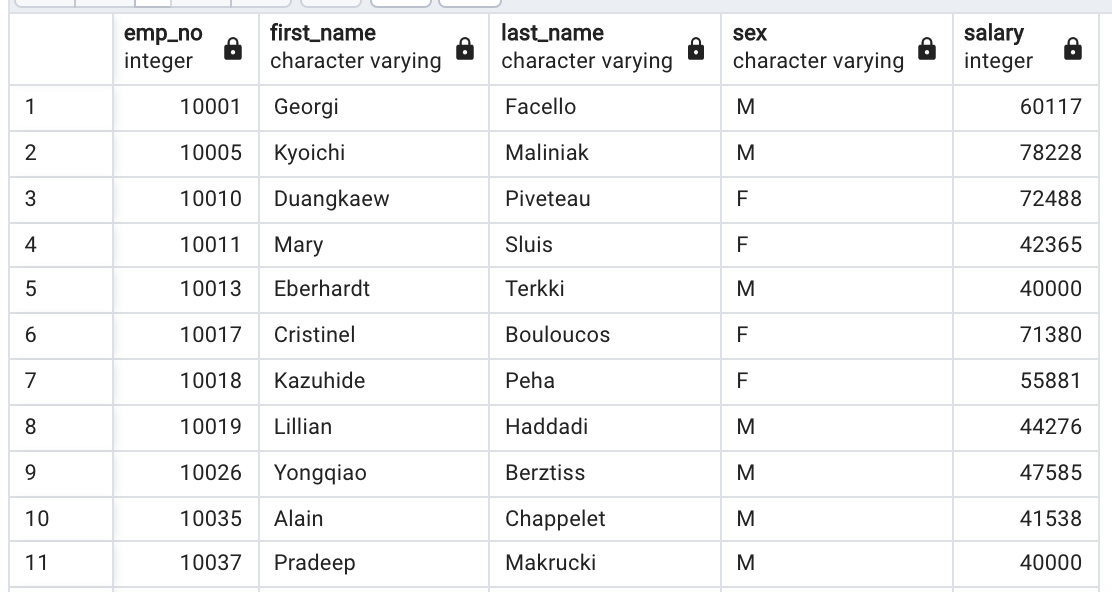 emp_no first_name last_name sex salary
integer character varying character varying character varying integer
1 10001 Georgi Facello M 60117
2 10005 Kyoichi Maliniak M 78228
3 10010 Duangkaew Piveteau F 72488
4 10011 Mary Sluis F 42365
5 10013 Eberhardt Terkki M 40000
6 10017 Cristinel Bouloucos F 71380
7 10018 Kazuhide Peha F 55881
8 10019 Lillian Haddadi M 44276
9 10026 Yongqiao Berztiss M 47585
10 10035 Alain Chappelet M 41538
11 10037 Pradeep Makrucki M 40000